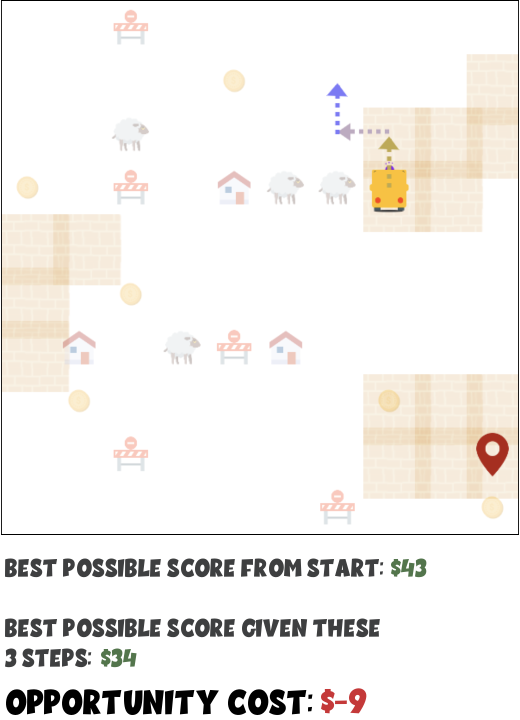 BEST POSSIBLE SCORE FROM START: $43
BEST POSSIBLE SCORE GIVEN THESE
3 STEPS: $34
OPPORTUNITY COST: $-9